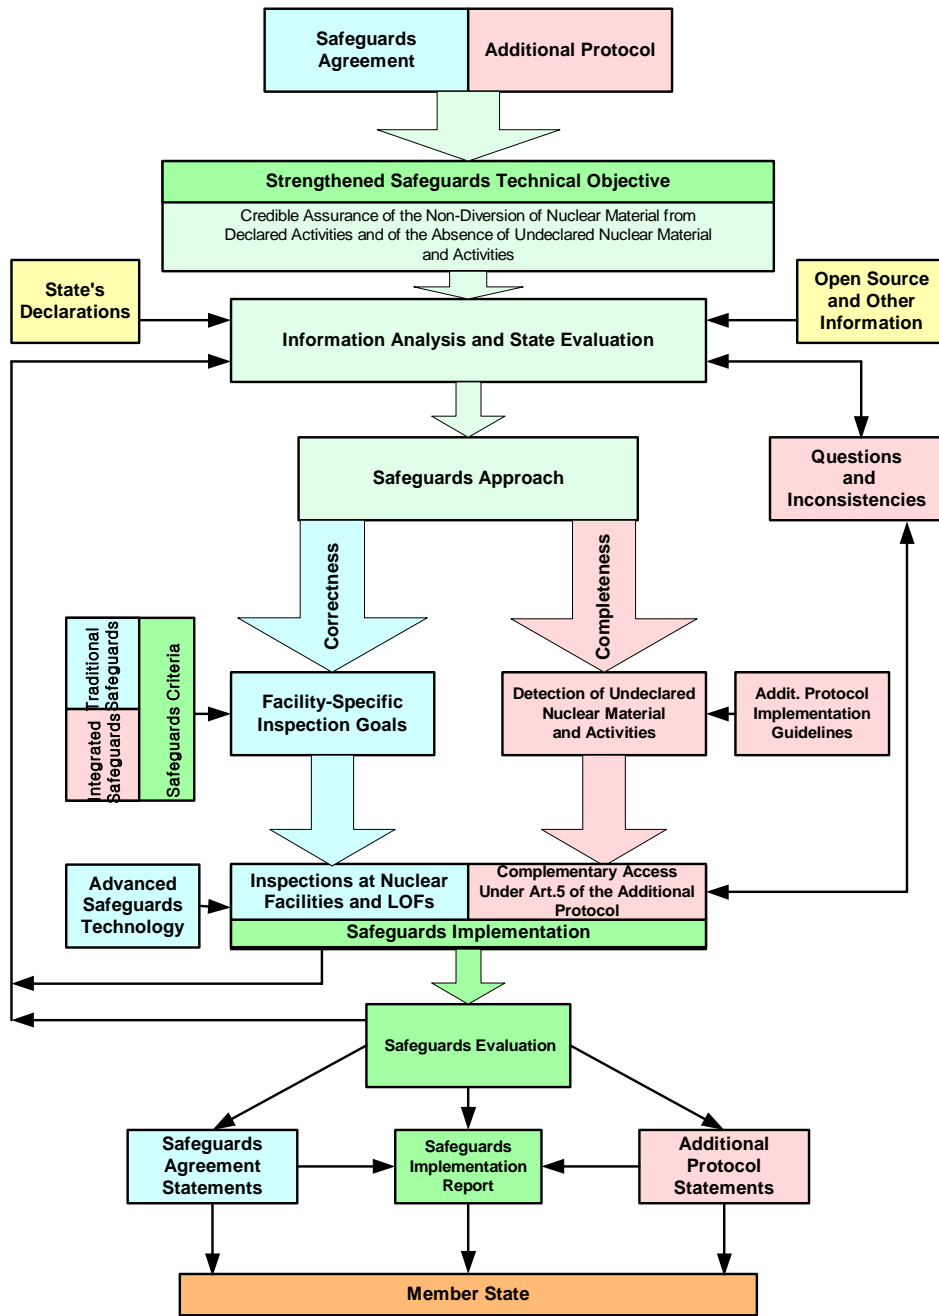 Safeguards
Agreement
Additional Protocol
Strengthened Safeguards Technical Objective
Credible Assurance of the Non-Diversion of Nuclear Material from
Declared Activities and of the Absence of Undeclared Nuclear Material
and Activities
State's
Declarations
Open Source
and Other
Information
Information Analysis and State Evaluation
Safeguards Approach
Questions
and
Inconsistencies
Correctness
Completeness
Traditional
Safeguards
Integrated
Safeguards
Safeguards Criteria
Facility-Specific
Inspection Goals
Detection of Undeclared
Nuclear Material
and Activities
Addit. Protocol
Implementation
Guidelines
Advanced
Safeguards
Technology
Inspections at Nuclear
Facilities and LOFs
Complementary Access
Under Art.5 of the Additional
Protocol
Safeguards Implementation
Safeguards Evaluation
Safeguards
Agreement
Statements
Safeguards
Implementation
Report
Additional
Protocol
Statements
Member State